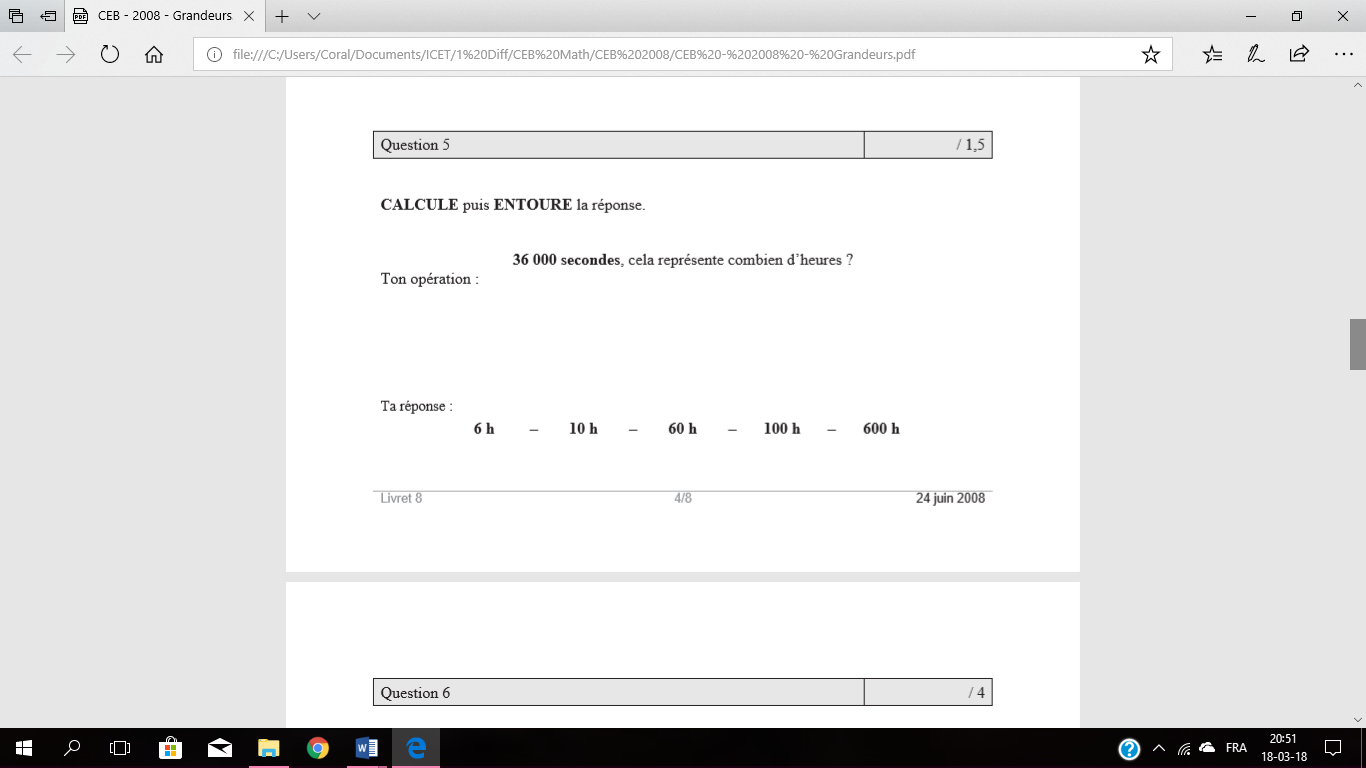 CEB - 2008 - Grandeurs
file:///C:/Users/Coral/Documents/ICET/1%20Diff/CEB%20Math/CEB%202008/CEB%20-%202008%20-%20Grandeurs.pdf
Question 5 / 1,5
CALCULE puis ENTOURE la réponse.
36 000 secondes, cela représente combien d'heures ?
Ton opération :
Ta réponse :
6 h – 10 h – 60 h – 100 h – 600 h
Livret 8 4/8 24 juin 2008
Question 6 / 4
FRA
20:51
18-03-18